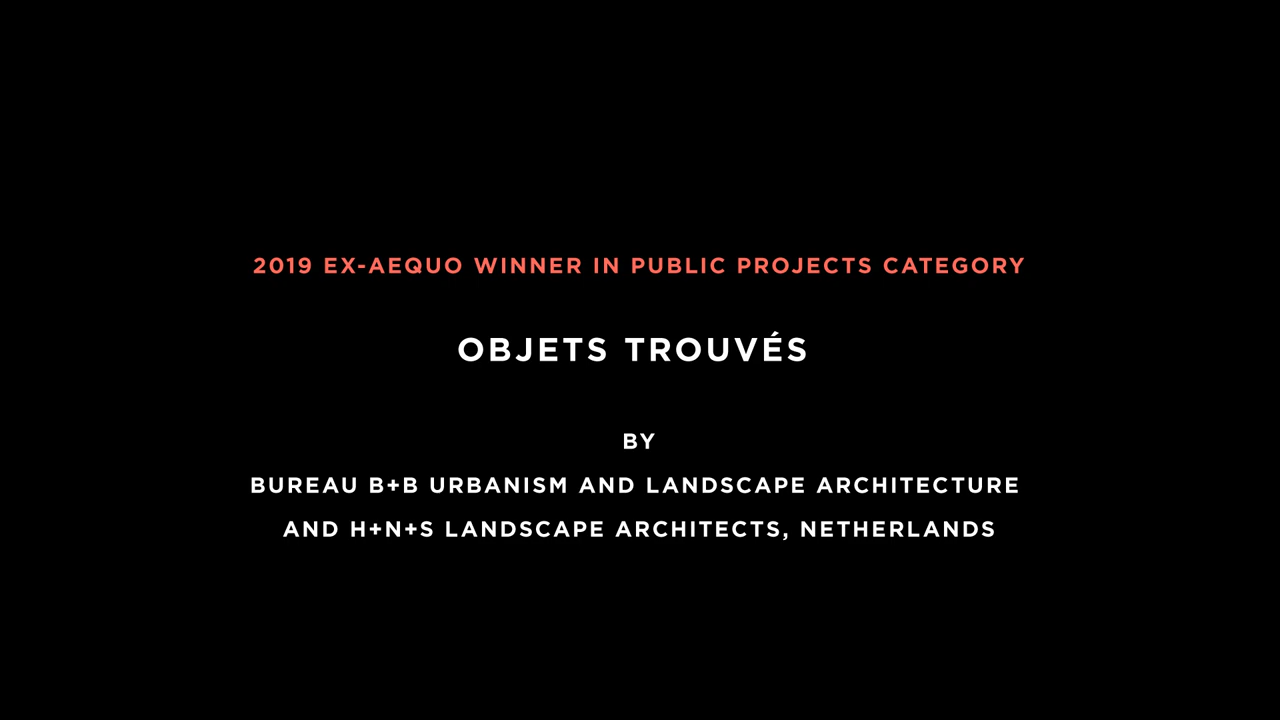 2019 EX-AEQUO WINNER IN PUBLIC PROJECTS CATEGORY
OBJETS TROUVÉS
BY
BUREAU B+B URBANISM AND LANDSCAPE ARCHITECTURE
AND H+N+S LANDSCAPE ARCHITECTS, NETHERLANDS